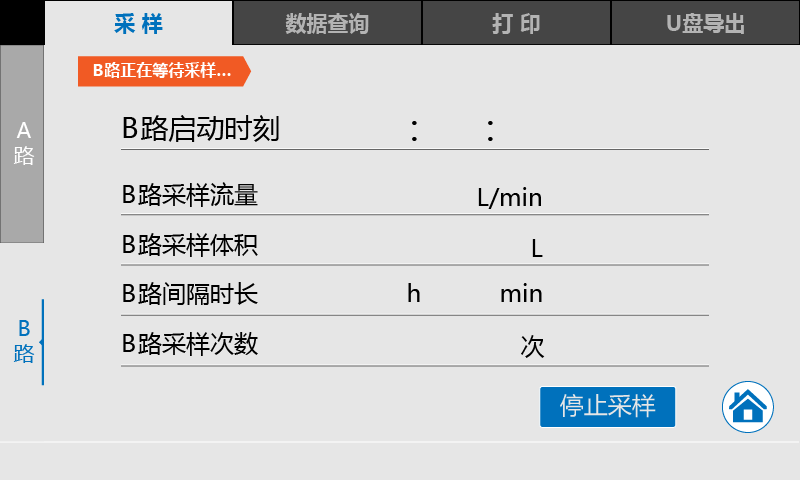 采 样
数据查询
打 印
U盘导出
B路正在等待采样...
A
路
B路启动时刻 : :
B路采样流量 L/min
B路采样体积 L
B路间隔时长 h min
B
路
B路采样次数 次
停止采样